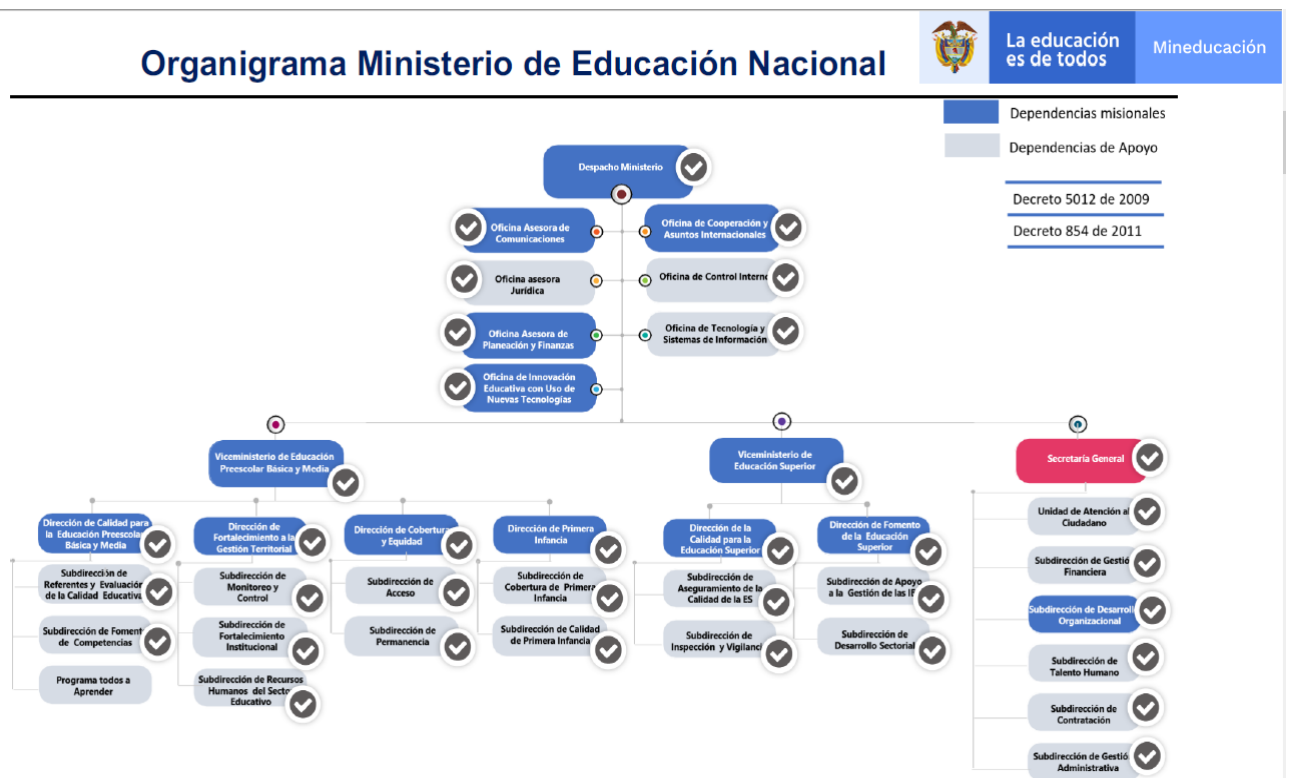 Organigrama Ministerio de Educación Nacional
La educación
es de todos
Mineducación
Dependencias misionales
Dependencias de Apoyo
Decreto 5012 de 2009
Decreto 854 de 2011
Despacho Ministerio
Oficina Asesora de
Comunicaciones
Oficina de Cooperación y
Asuntos Internacionales
Oficina asesora
Jurídica
Oficina de Control Intern
Oficina Asesora de
Planeación y Finanzas
Oficina de Tecnología y
Sistemas de Información
Oficina de Innovación
Educativa con Uso de
Nuevas Tecnologías
Viceministerio de Educación
Preescolar Básica y Media
Viceministerio de
Educación Superior
Secretaría General
Dirección de Calidad para
la Educación Preescolar
Básica y Media
Subdirección de
Referentes y Evaluación
de la Calidad Educativa
Subdirección de Foment
de Competencias
Programa todos a
Aprender
Dirección de
Fortalecimiento a la
Gestión Territorial
Subdirección de
Monitoreo y
Control
Subdirección de
Fortalecimiento
Institucional
Subdirección de Recursos
Humanos del Secto
Educativo
Dirección de Cobertura
y Equidad
Subdirección de
Acceso
Subdirección de
Permanencia
Dirección de Primera
Infancia
Subdirección de
Cobertura de Primera
Infancia
Subdirección de Calidad
de Primera Infancia
Dirección de la
Calidad para la
Educación Superior
Subdirección de
Aseguramiento de la
Calidad de la ES
Subdirección de
Inspección y Vigilanci
Dirección de Fomento
de la Educación
Superior
Subdirección de Apoyo
a la Gestión de las IE
Subdirección de
Desarrollo Sectorial
Unidad de Atención al
Ciudadano
Subdirección de Gestió
Financiera
Subdirección de Desarroll
Organizacional
Subdirección de
Talento Humano
Subdirección de
Contratación
Subdirección de Gestió
Administrativa